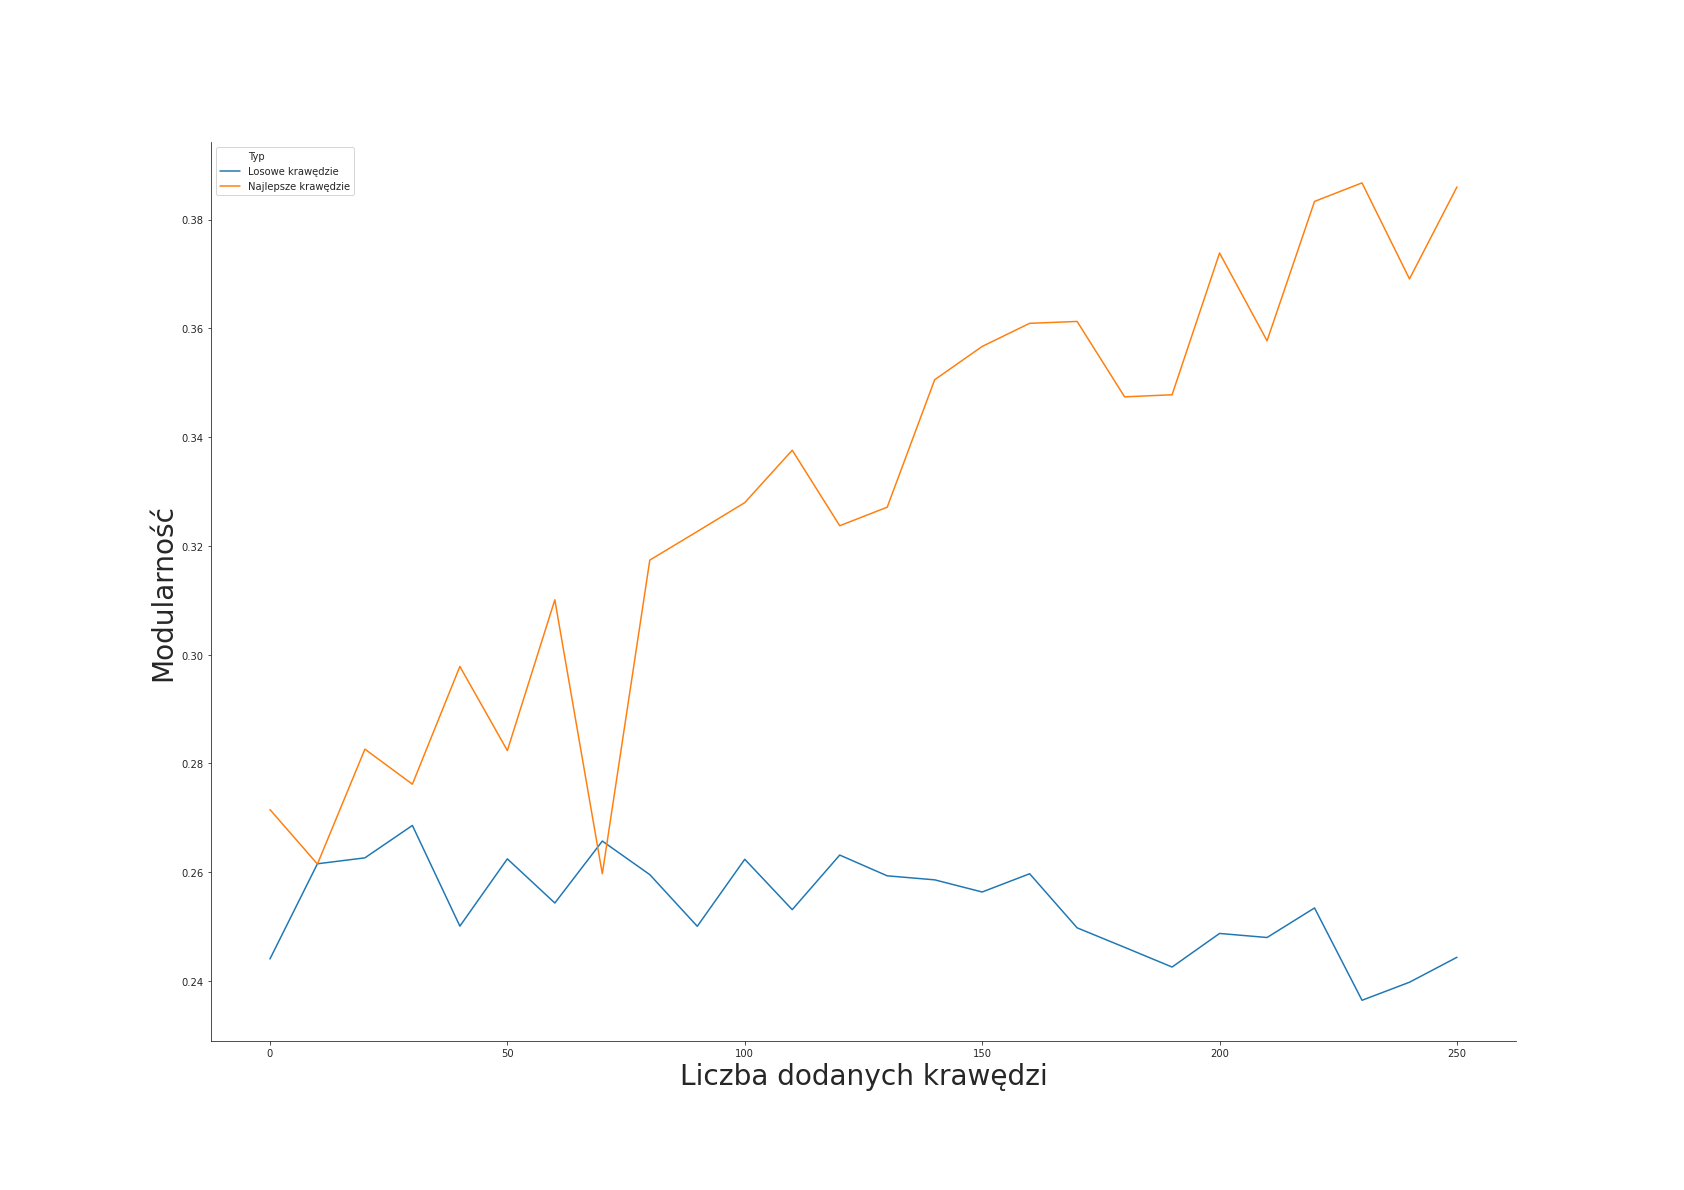 Typ
Losowe krawędzie
Najlepsze krawędzie
0.38
0.36
0.34
0.32
0.30
0.28
0.26
0.24
Modularność
0 50 100 150 200 250
Liczba dodanych krawędzi